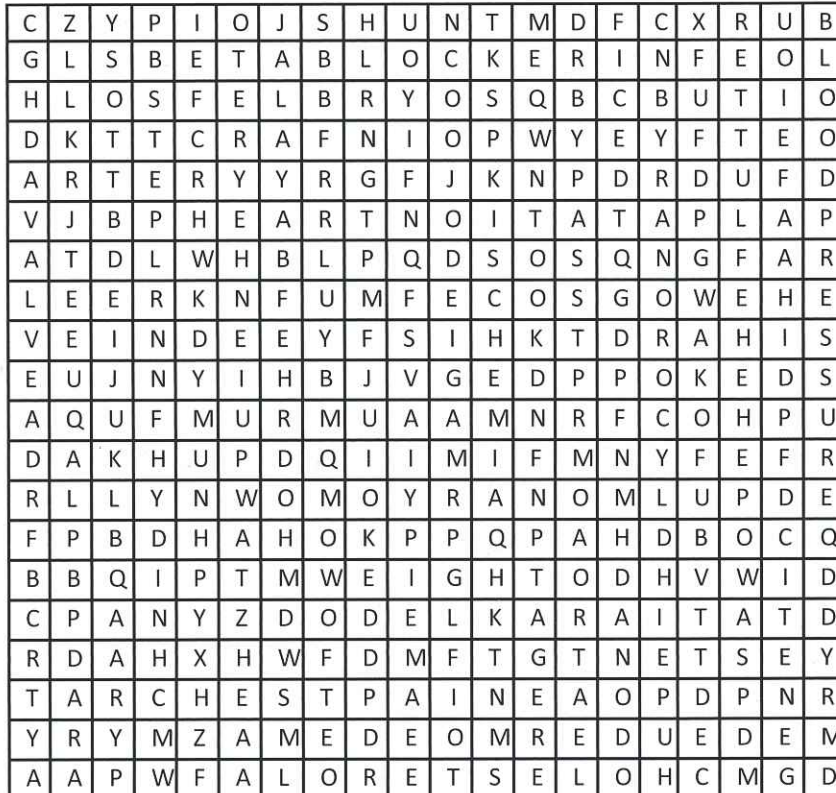 C Z Y P I O J S H U N T M D F C X R U B
G L S B E T A B L O C K E R I N F E O L
H L O S F E L B R Y O S Q B C B U T I O
D K T T C R A F N I O P W Y E Y F T E O
A R T E R Y Y R G F J K N P D R D U F D
V J B P H E A R T N O I T A T A P L A P
A T D L W H B L P Q D S O S Q N G F A R
L E E R K N F U M F E C O S G O W E H E
V E I N D E E Y F S I H K T D R A H I S
E U J N Y I H B J V G E D P P O K E D S
A Q U F M U R M U A A M N R F C O H P U
D A K H U P D Q I I M I F M N Y F E F R
R L L Y N W O M O Y R A N O M L U P D E
F P B D H A H O K P P Q P A H D B O C Q
B B Q I P T M W E I G H T O D H V W I D
C P A N Y Z D O D E L K A R A I T A T D
R D A H X H W F D M F T G T N E T S E Y
T A R C H E S T P A I N E A O P D P N R
Y R Y M Z A M E D E O M R E D U E D E M
A A P W F A L O R E T S E L O H C M G D